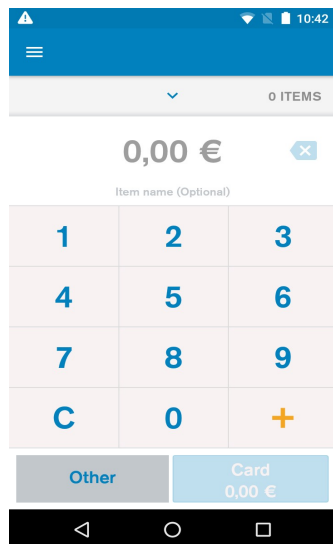 10:42
0 ITEMS
0,00 €
Item name (Optional)
1 2 3
4 5 6
7 8 9
C 0 +
Other
Card
0,00 €